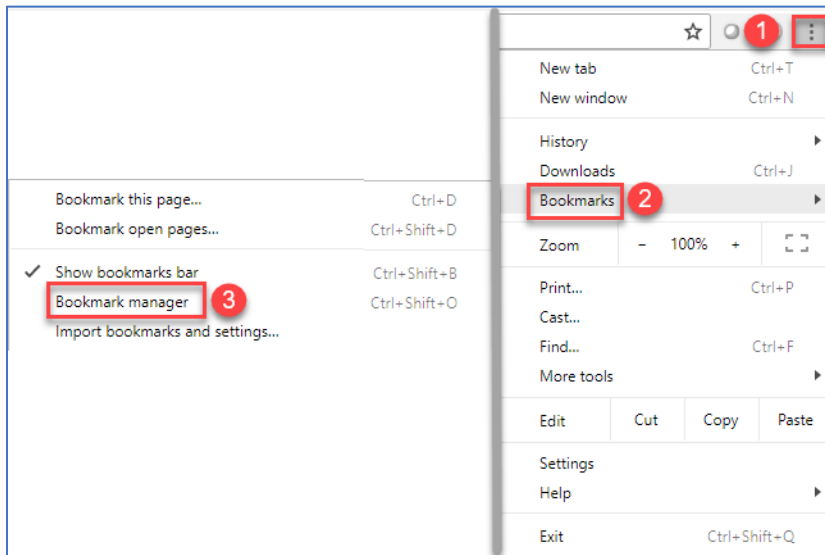 1
New tab Ctrl+T
New window Ctrl+N
History
Downloads Ctrl+J
Bookmarks 2
Zoom - 100% +
Print... Ctrl+P
Cast...
Find... Ctrl+F
More tools
Edit Cut Copy Paste
Settings
Help
Exit Ctrl+Shift+Q
Bookmark this page... Ctrl+D
Bookmark open pages... Ctrl+Shift+D
Show bookmarks bar Ctrl+Shift+B
Bookmark manager 3 Ctrl+Shift+O
Import bookmarks and settings...